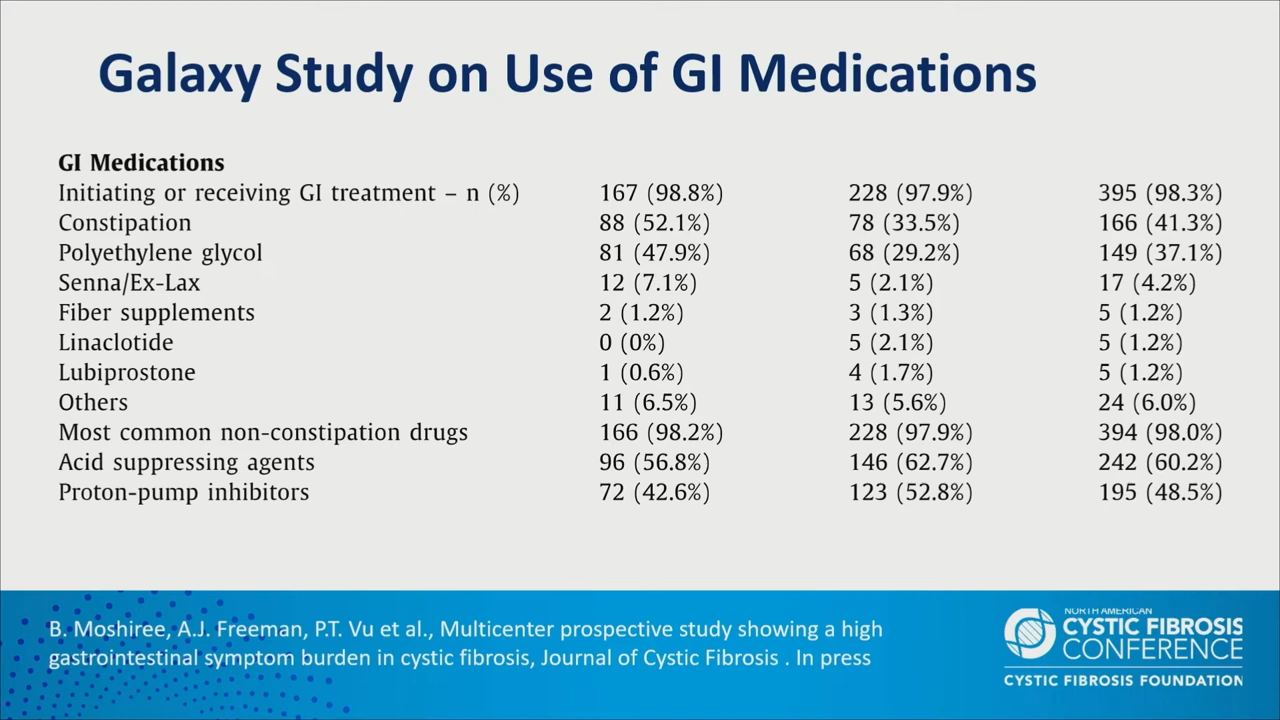 Galaxy Study on Use of GI Medications
GI Medications
Initiating or receiving GI treatment – n (%) 167 (98.8%) 228 (97.9%) 395 (98.3%)
Constipation 88 (52.1%) 78 (33.5%) 166 (41.3%)
Polyethylene glycol 81 (47.9%) 68 (29.2%) 149 (37.1%)
Senna/Ex-Lax 12 (7.1%) 5 (2.1%) 17 (4.2%)
Fiber supplements 2 (1.2%) 3 (1.3%) 5 (1.2%)
Linaclotide 0 (0%) 5 (2.1%) 5 (1.2%)
Lubiprostone 1 (0.6%) 4 (1.7%) 5 (1.2%)
Others 11 (6.5%) 13 (5.6%) 24 (6.0%)
Most common non-constipation drugs 166 (98.2%) 228 (97.9%) 394 (98.0%)
Acid suppressing agents 96 (56.8%) 146 (62.7%) 242 (60.2%)
Proton-pump inhibitors 72 (42.6%) 123 (52.8%) 195 (48.5%)
B. Moshiree, A.J. Freeman, P.T. Vu et al., Multicenter prospective study showing a high
gastrointestinal symptom burden in cystic fibrosis, Journal of Cystic Fibrosis . In press
NORTH AMERICAN
CYSTIC FIBROSIS
CONFERENCE
CYSTIC FIBROSIS FOUNDATION